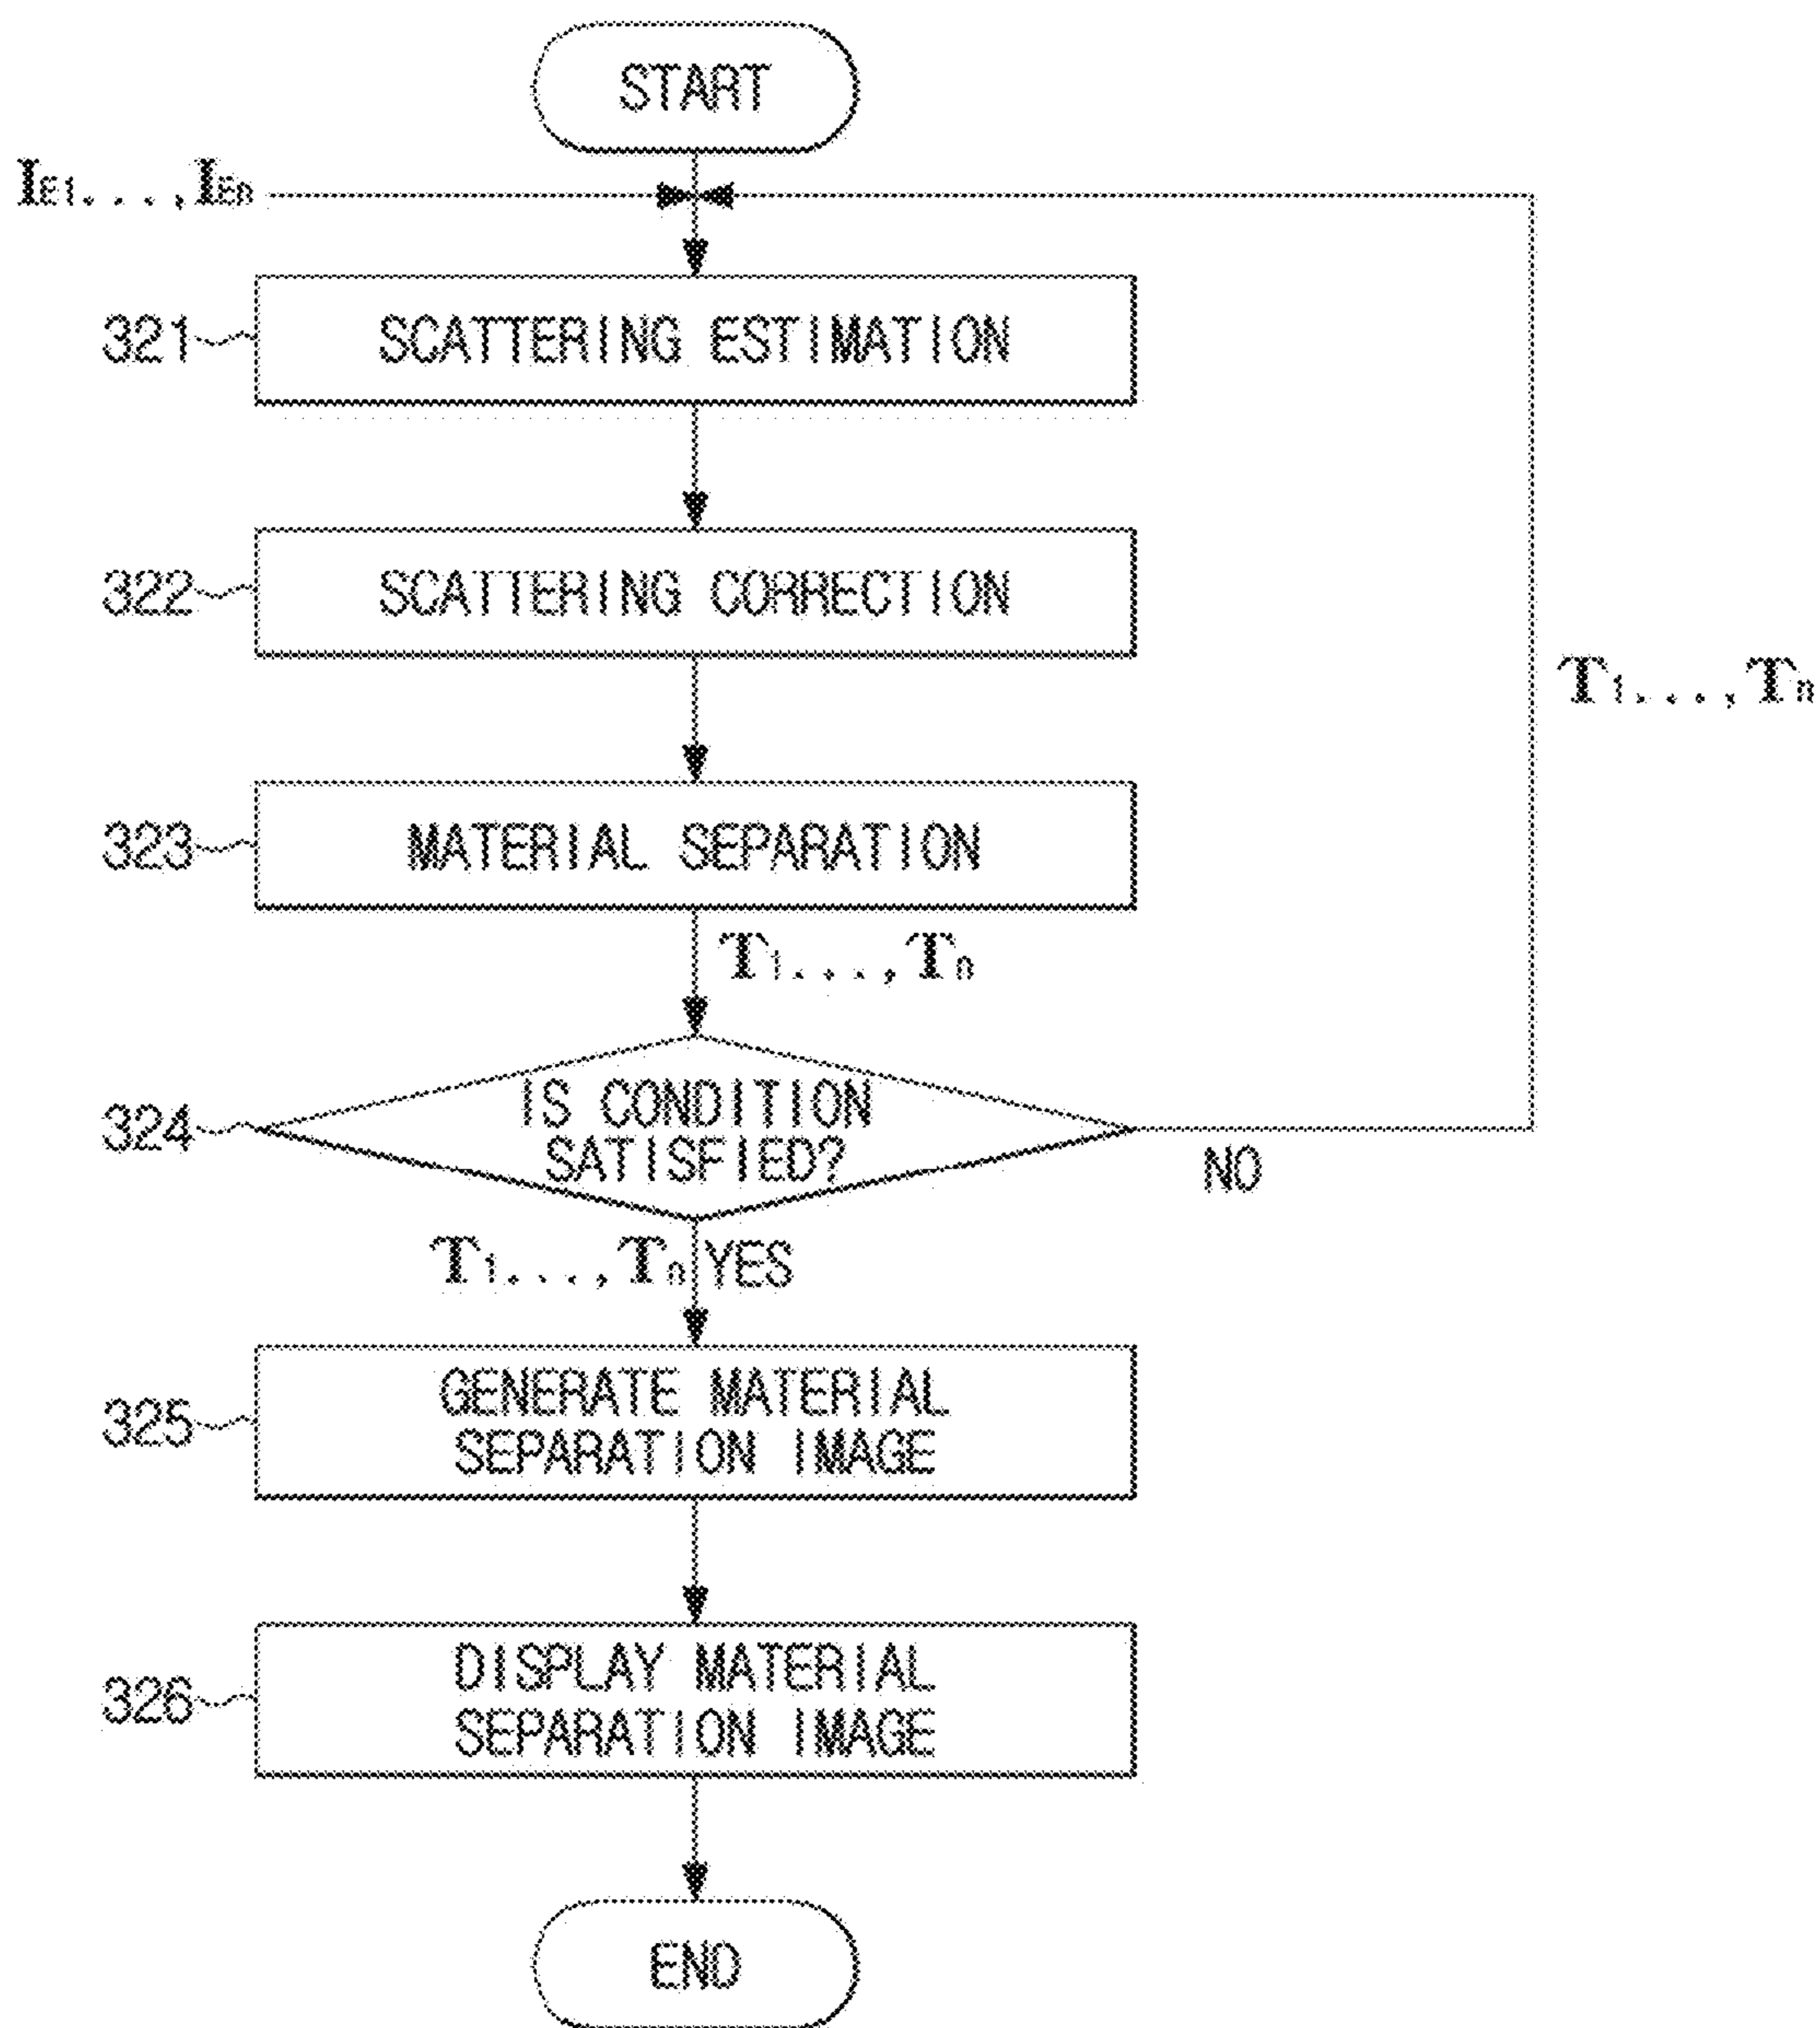 START
IE1...,IEn
321
SCATTERING ESTIMATION
322
SCATTERING CORRECTION
T1...,Tn
323
MATERIAL SEPARATION
T1...,Tn
324
IS CONDITION
SATISFIED?
NO
T1...,Tn YES
325
GENERATE MATERIAL
SEPARATION IMAGE
326
DISPLAY MATERIAL
SEPARATION IMAGE
END